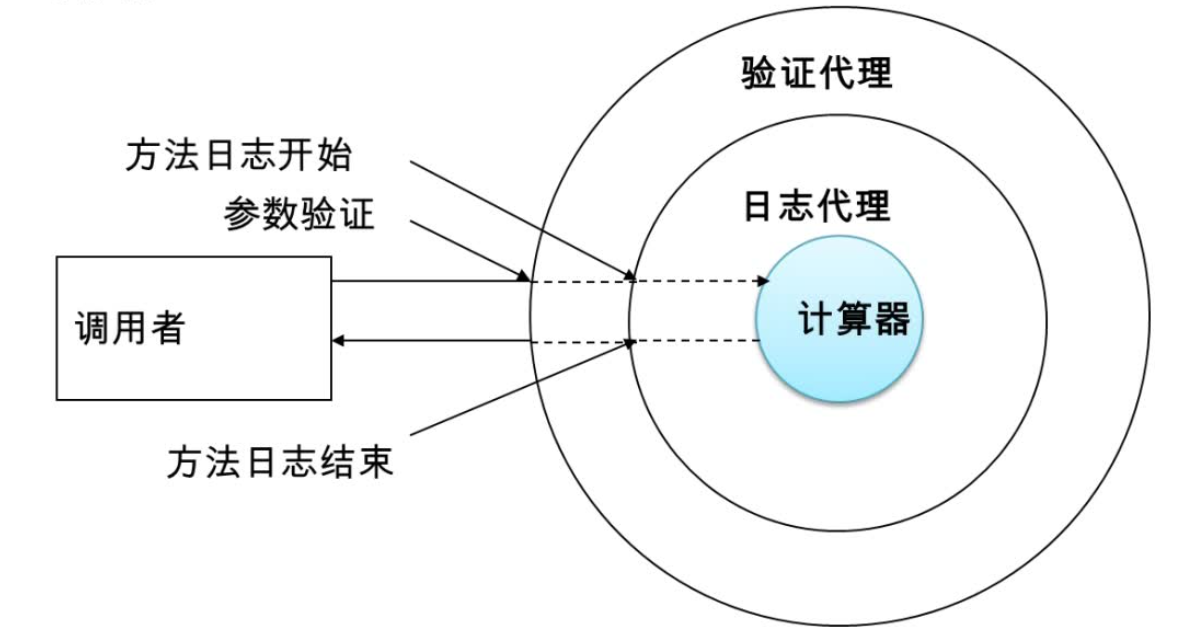 验证代理
方法日志开始
日志代理
参数验证
调用者
计算器
方法日志结束